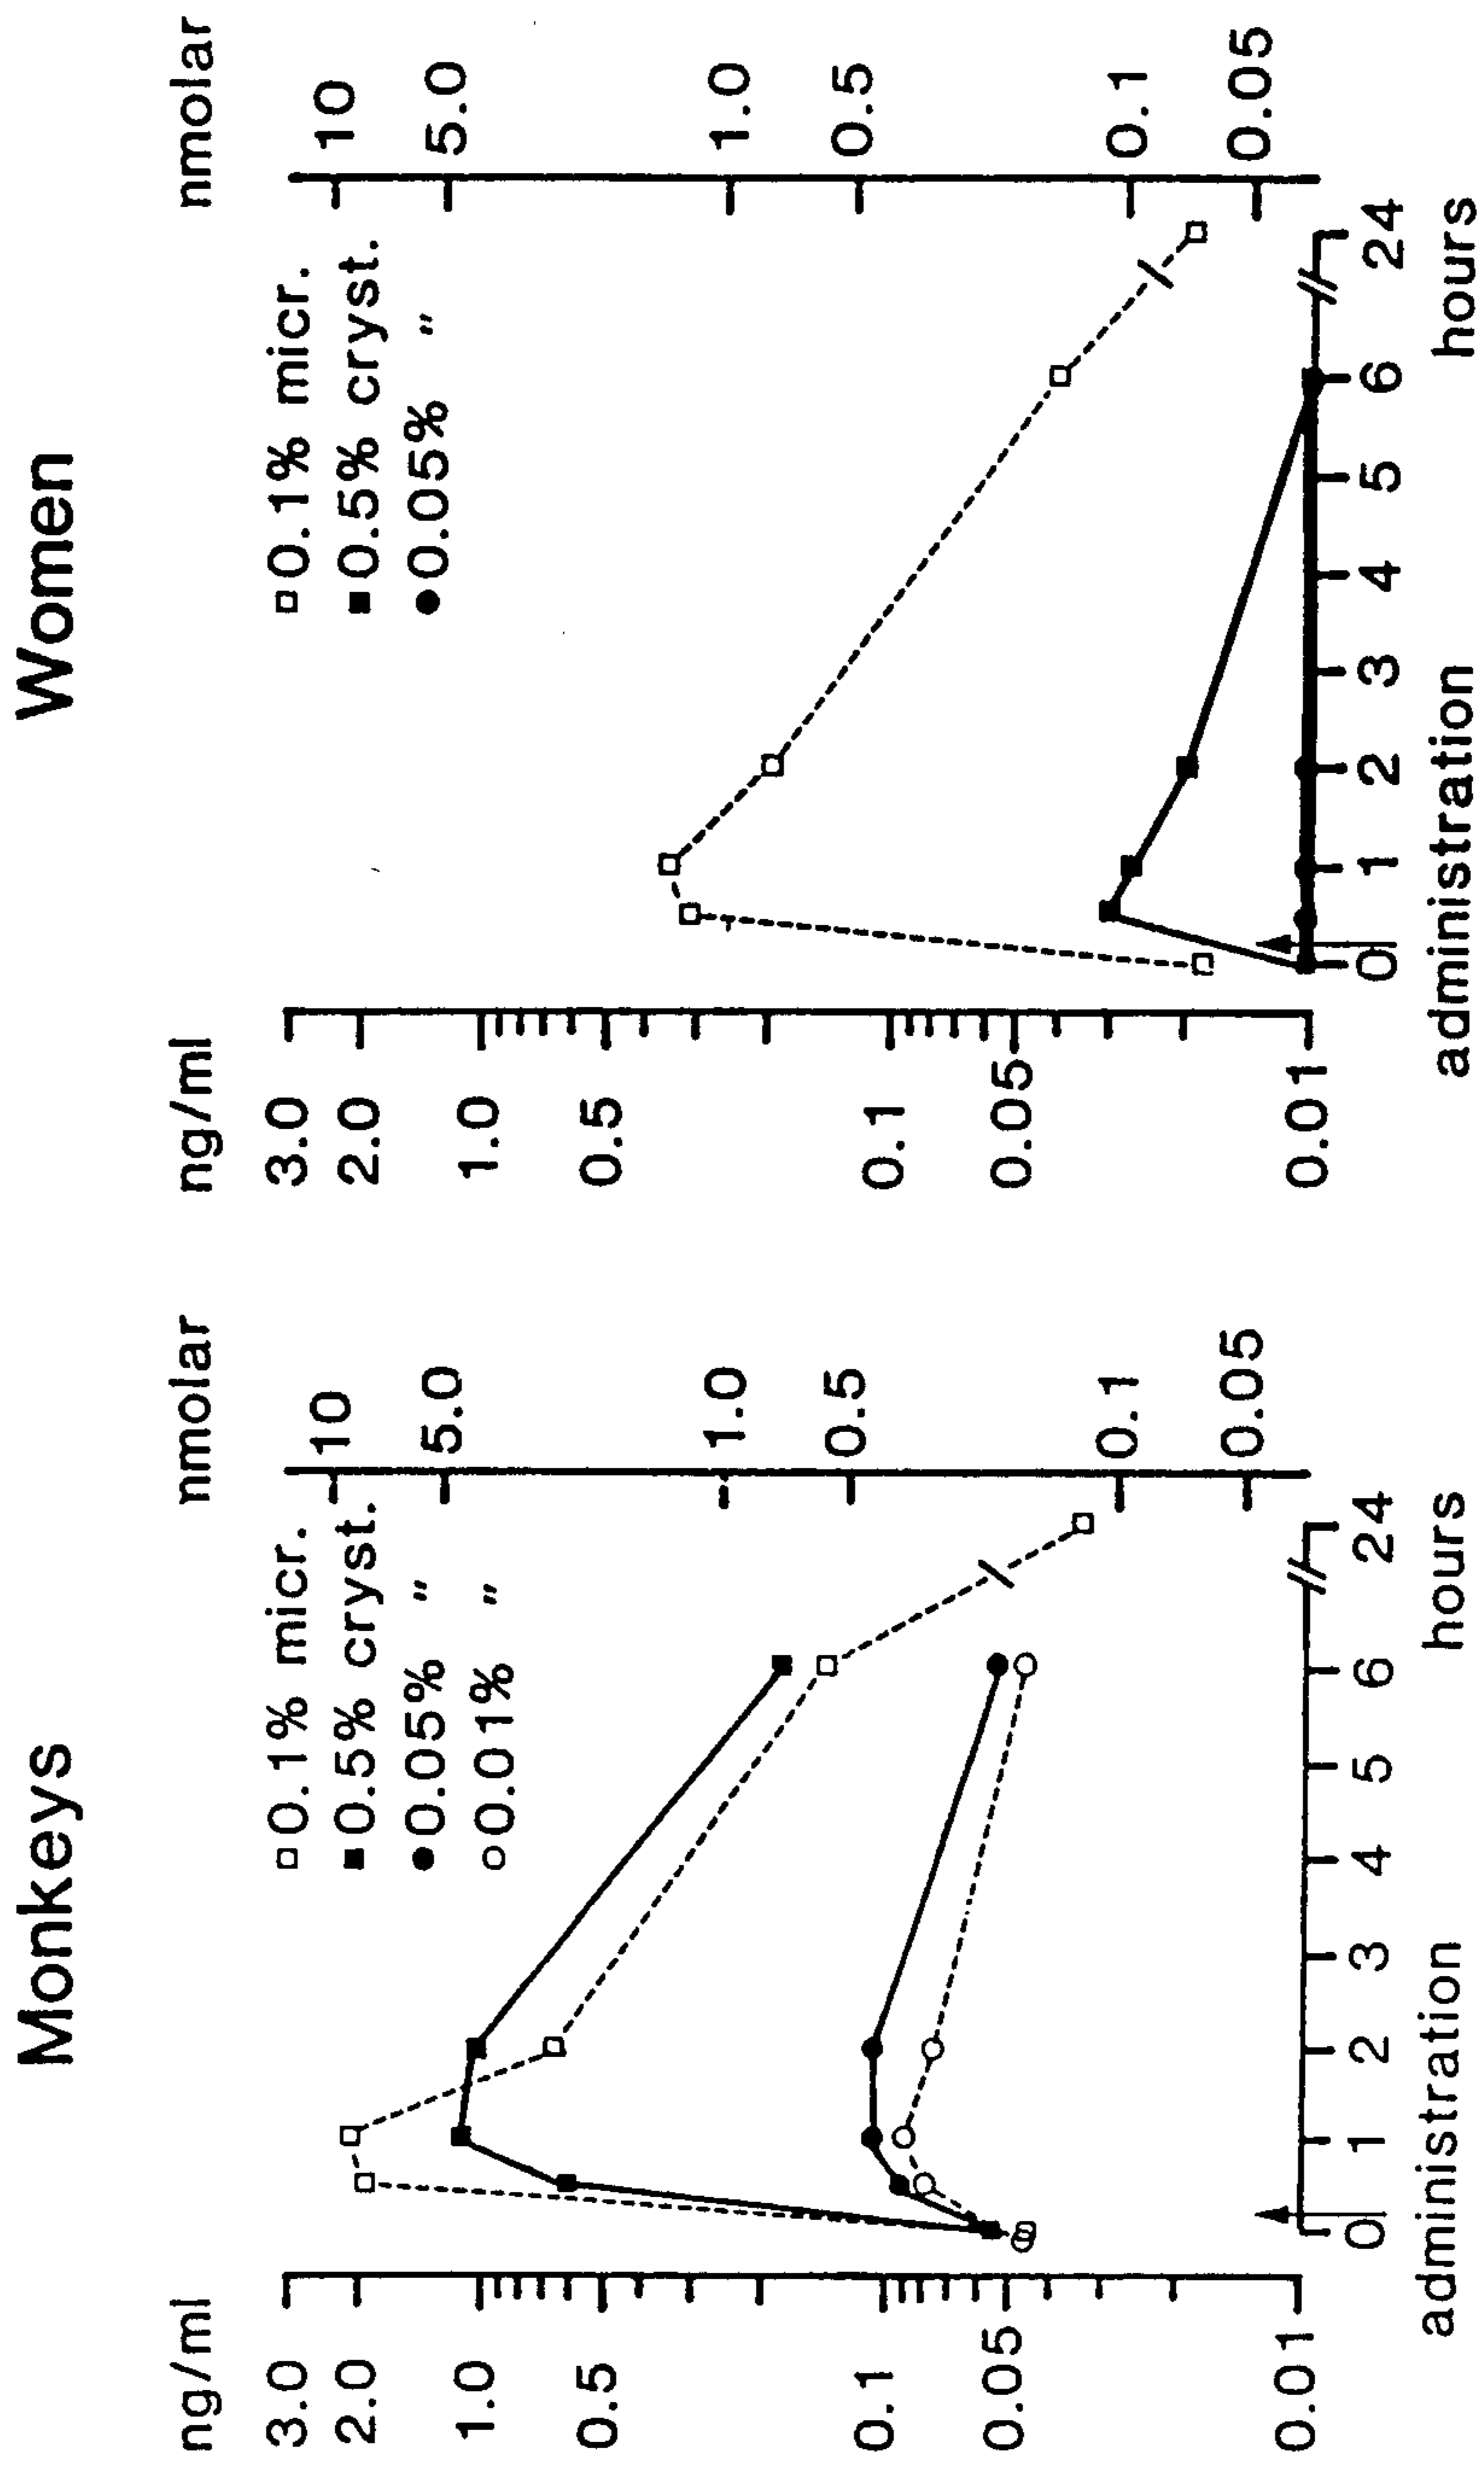 Monkeys
ng/ml
nmolar
□ 0.1% micr.
■ 0.5% cryst.
● 0.05% "
○ 0.01% "
3.0
2.0
1.0
0.5
0.1
0.05
0.01
10
5.0
1.0
0.5
0.1
0.05
0 1 2 3 4 5 6 24
administration hours
Women
ng/ml
nmolar
□ 0.1% micr.
■ 0.5% cryst.
● 0.05% "
3.0
2.0
1.0
0.5
0.1
0.05
0.01
10
5.0
1.0
0.5
0.1
0.05
0 1 2 3 4 5 6 24
administration hours